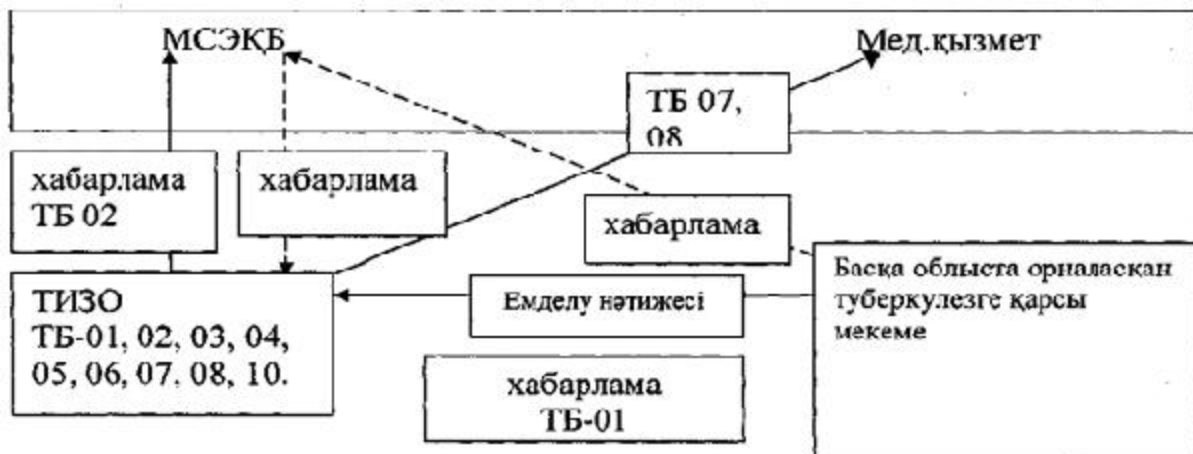 МСЭҚБ
Мед.қызмет
ТБ 07,
08
хабарлама
ТБ 02
хабарлама
хабарлама
Басқа облыста орналасқан
туберкулезге қарсы
мекеме
ТИЗО
ТБ-01, 02, 03, 04,
05, 06, 07. 08, 10.
Емделу нәтижесі
хабарлама
ТБ-01